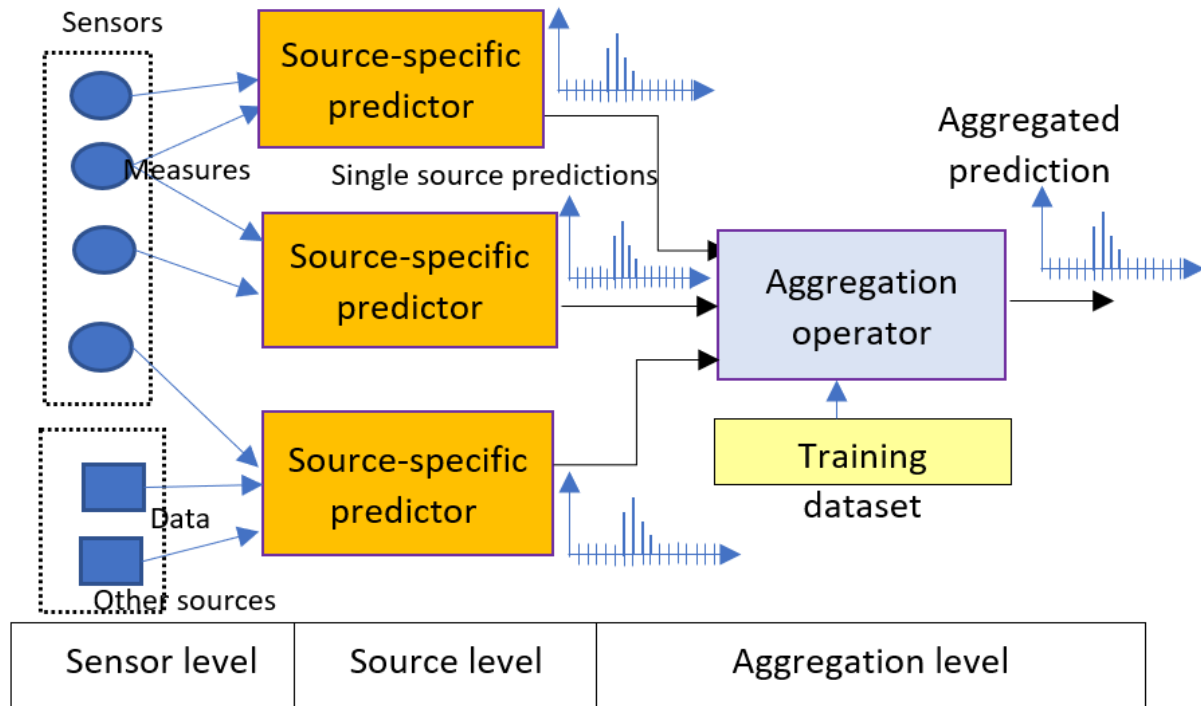 Sensors
Source-specific
predictor
Measures
Single source predictions
Source-specific
predictor
Aggregated
prediction
Aggregation
operator
Source-specific
predictor
Training
dataset
Data
Other sources
Sensor level
Source level
Aggregation level